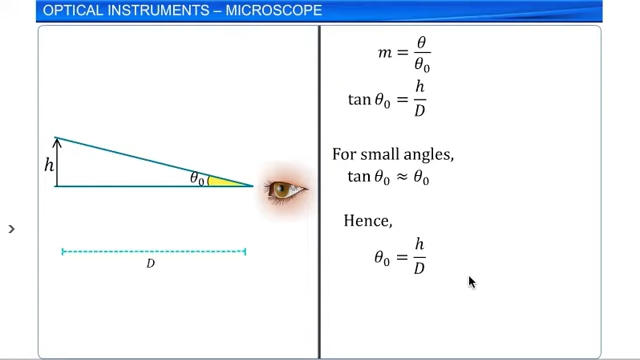 OPTICAL INSTRUMENTS – MICROSCOPE
h
θ₀
D
m = θ/θ₀
tan θ₀ = h/D
For small angles,
tan θ₀ ≈ θ₀
Hence,
θ₀ = h/D